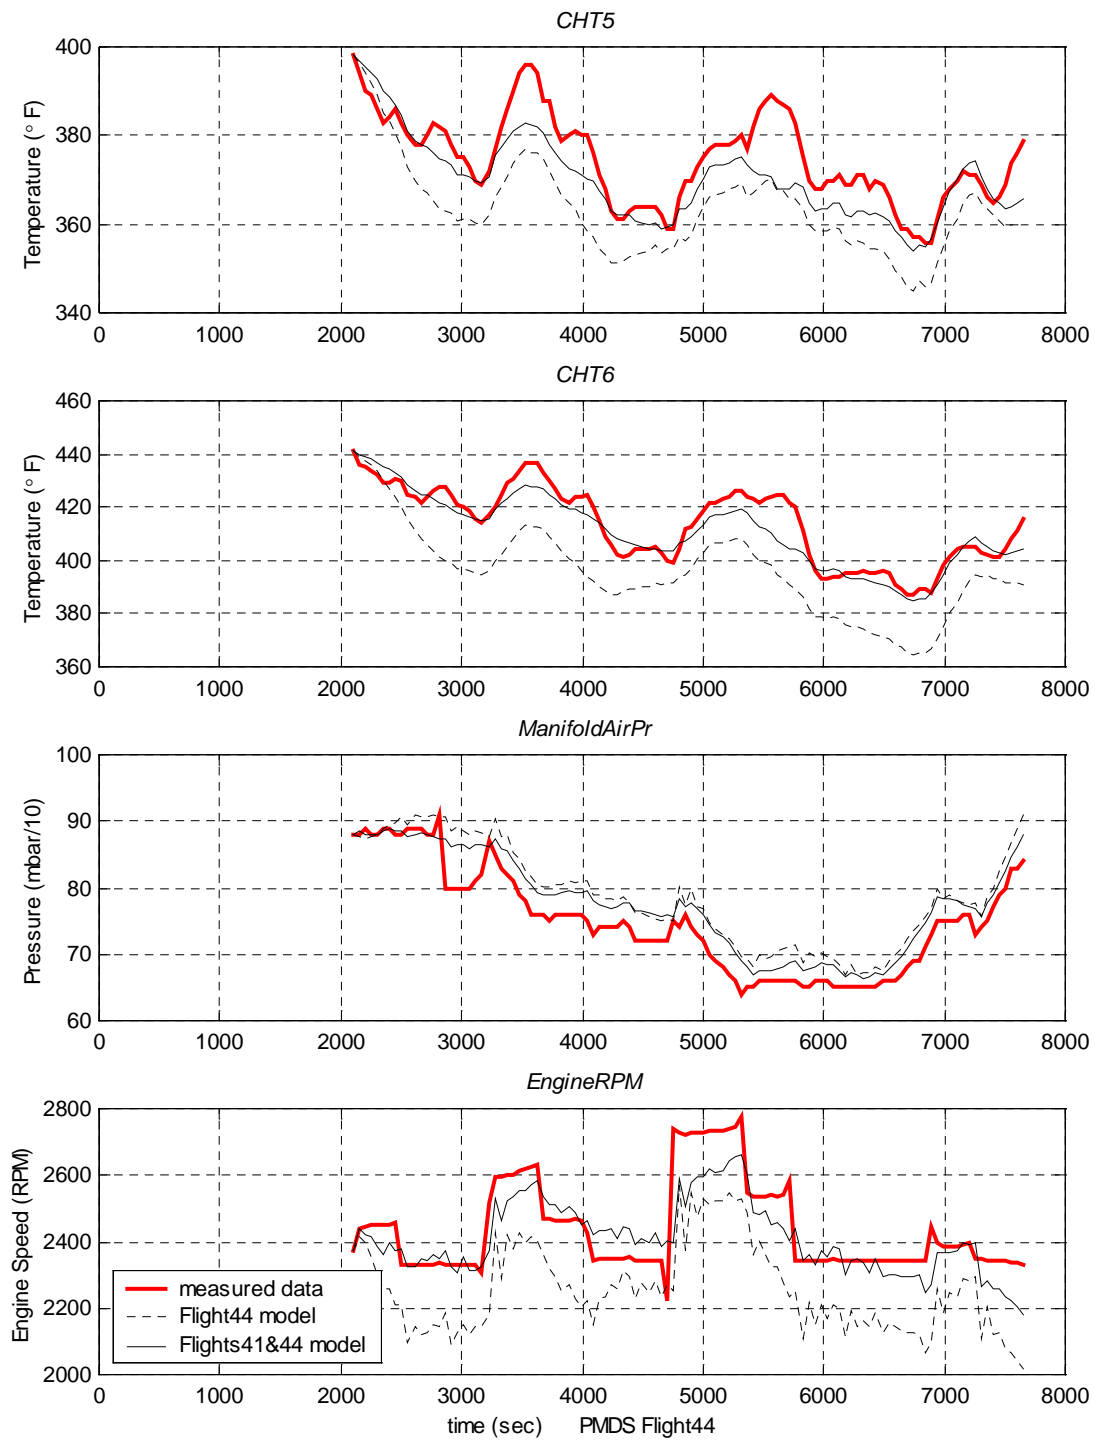 CHT5
400
380
360
340
Temperature (° F)
0 1000 2000 3000 4000 5000 6000 7000 8000
CHT6
460
440
420
400
380
360
Temperature (° F)
0 1000 2000 3000 4000 5000 6000 7000 8000
ManifoldAirPr
100
90
80
70
60
Pressure (mbar/10)
0 1000 2000 3000 4000 5000 6000 7000 8000
EngineRPM
2800
2600
2400
2200
2000
Engine Speed (RPM)
measured data
Flight44 model
Flights41&44 model
0 1000 2000 3000 4000 5000 6000 7000 8000
time (sec) PMDS Flight44